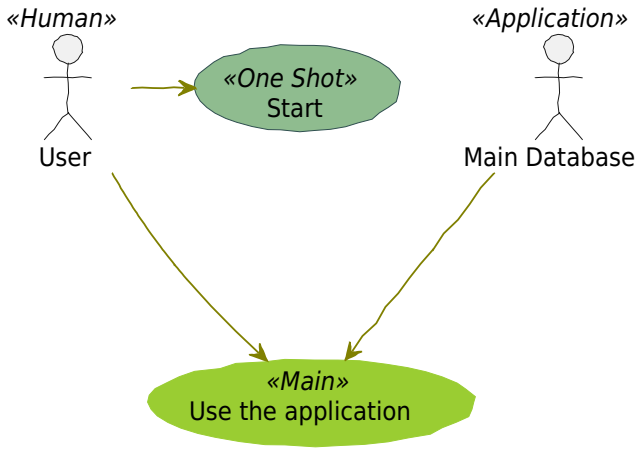 «Human»
User
«One Shot»
Start
«Application»
Main Database
«Main»
Use the application